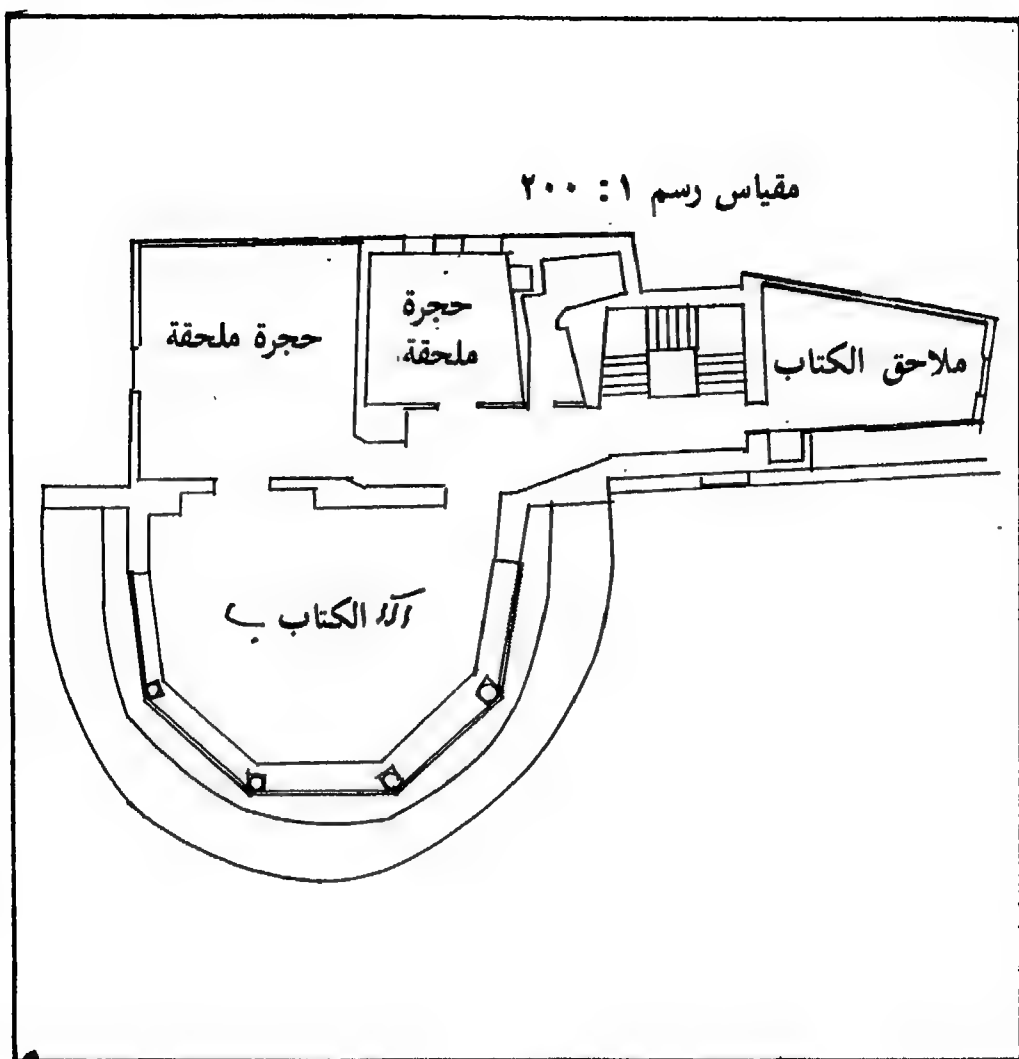 مقياس رسم ١ : ٢٠٠
حجرة ملحقة
حجرة
ملحقة
ملاحق الكتاب
الكتاب